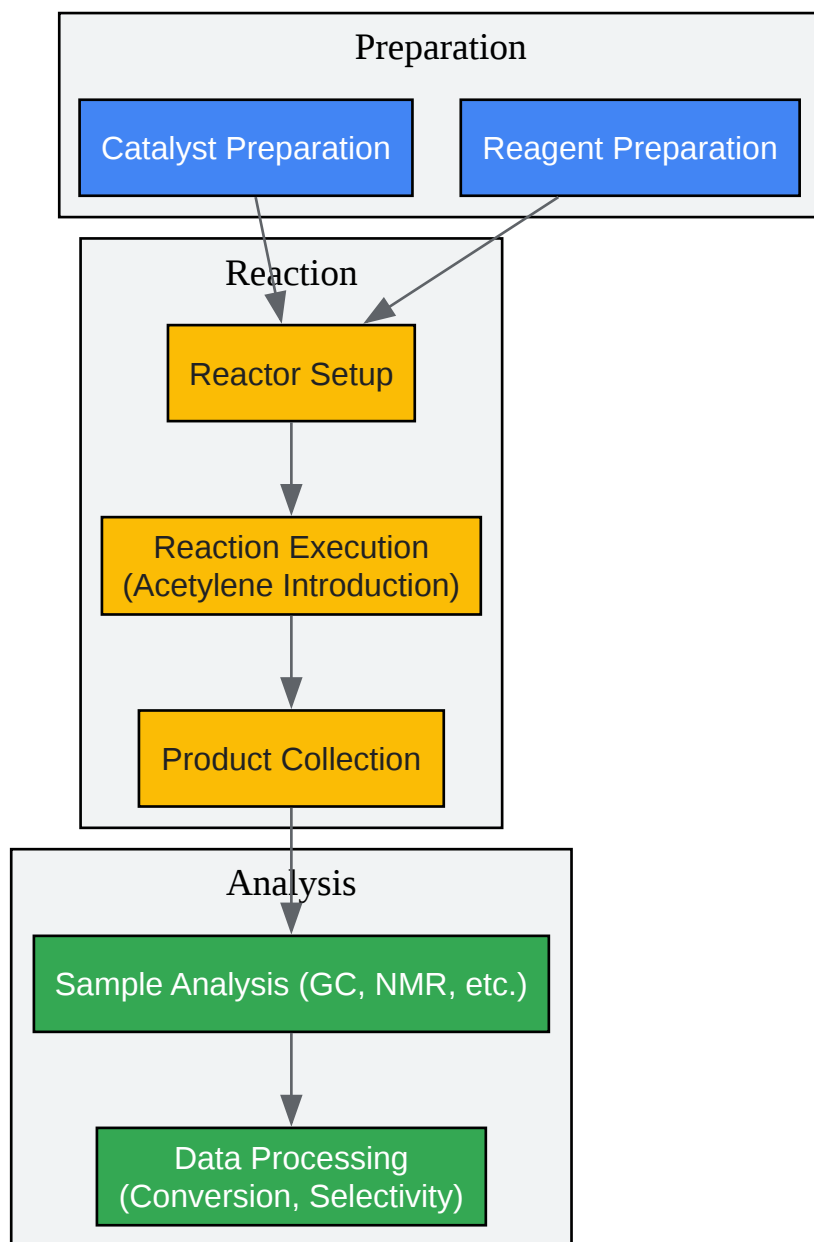 Preparation
Catalyst Preparation
Reagent Preparation
Reaction
Reactor Setup
Reaction Execution
(Acetylene Introduction)
Product Collection
Analysis
Sample Analysis (GC, NMR, etc.)
Data Processing
(Conversion, Selectivity)